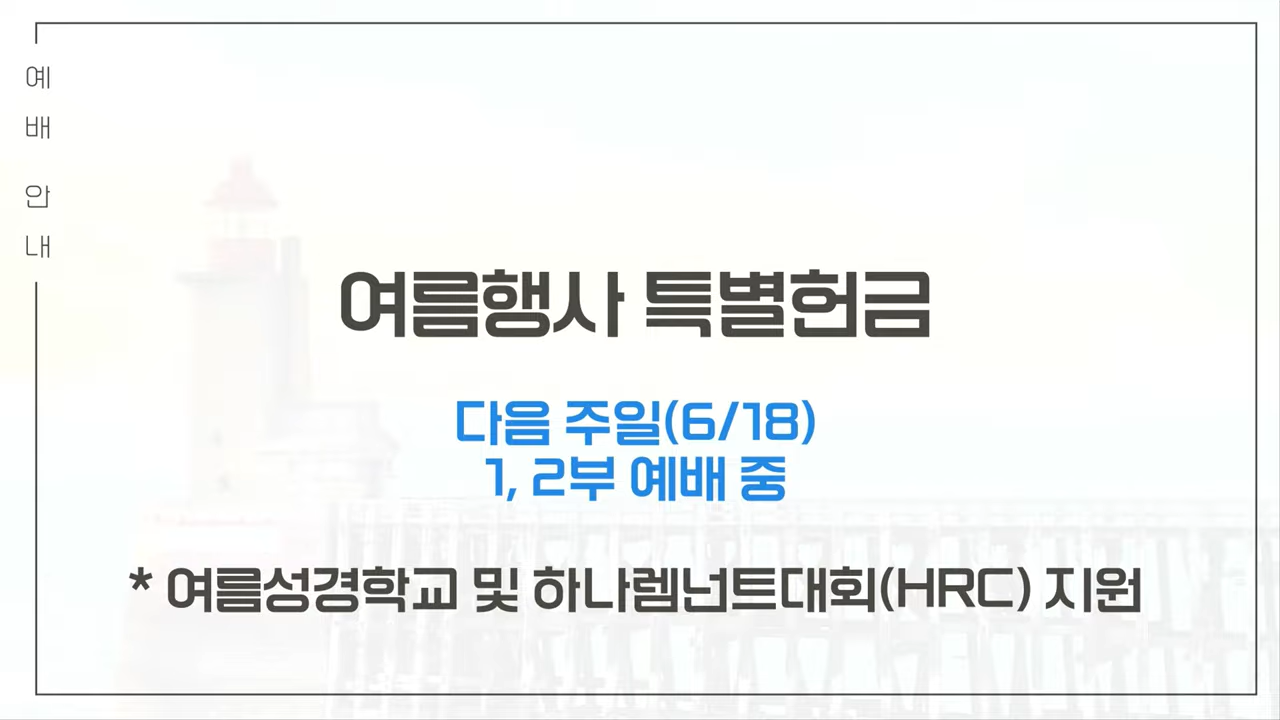 예배 안내
여름행사 특별헌금
다음 주일(6/18)
1, 2부 예배 중
* 여름성경학교 및 하나렘넌트대회(HRC) 지원